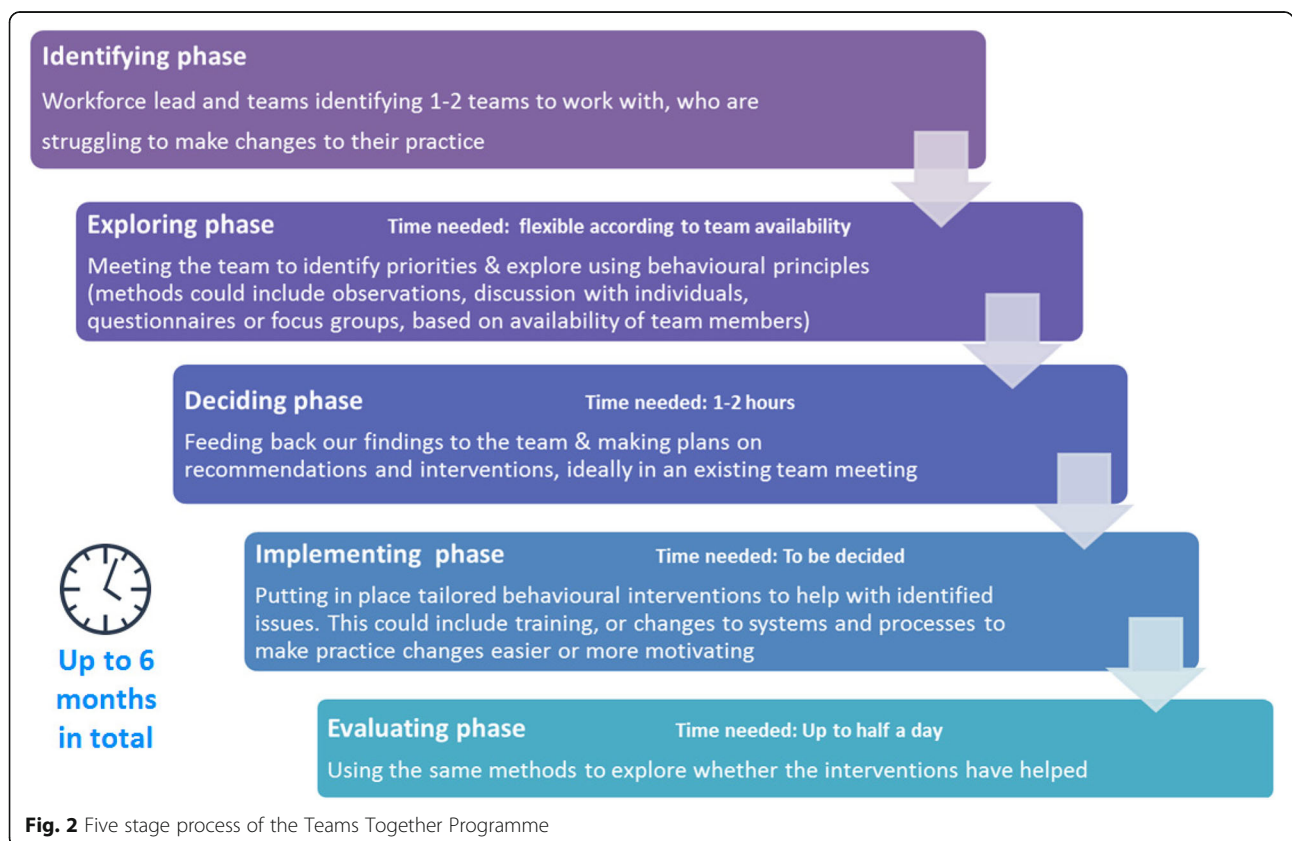 Identifying phase
Workforce lead and teams identifying 1-2 teams to work with, who are
struggling to make changes to their practice
Exploring phase Time needed: flexible according to team availability
Meeting the team to identify priorities & explore using behavioural principles
(methods could include observations, discussion with individuals,
questionnaires or focus groups, based on availability of team members)
Deciding phase Time needed: 1-2 hours
Feeding back our findings to the team & making plans on
recommendations and interventions, ideally in an existing team meeting
Implementing phase Time needed: To be decided
Putting in place tailored behavioural interventions to help with identified
issues. This could include training, or changes to systems and processes to
make practice changes easier or more motivating
Up to 6
months
in total
Evaluating phase Time needed: Up to half a day
Using the same methods to explore whether the interventions have helped
Fig. 2 Five stage process of the Teams Together Programme